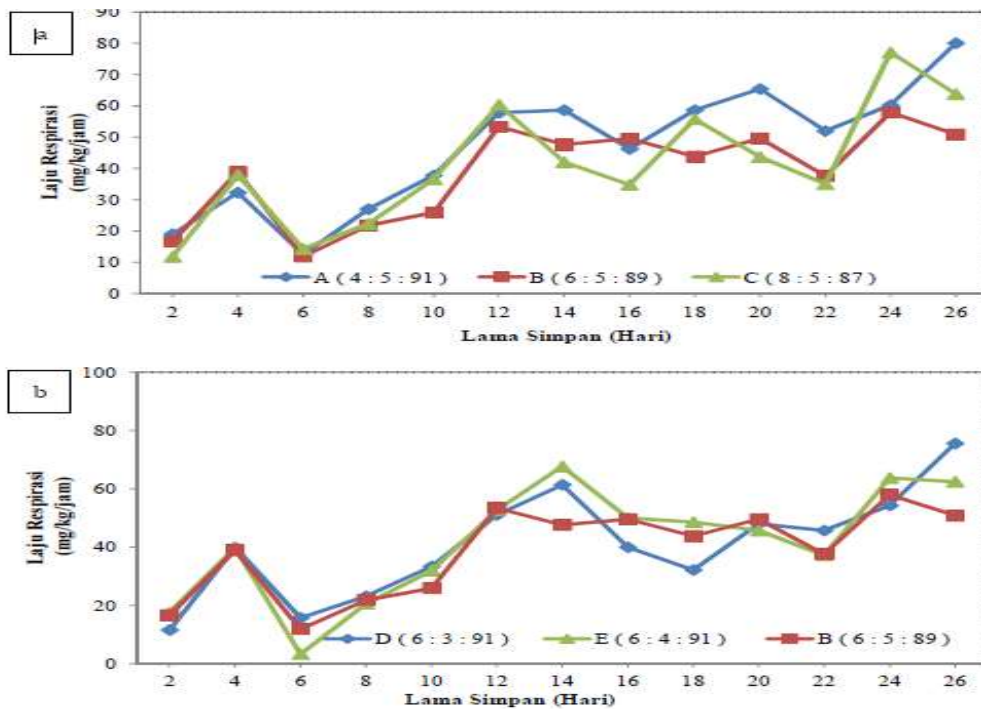 a
90
80
70
60
50
40
30
20
10
0
Laju Respirasi
(mg/kg/jam)
A ( 4 : 5 : 91 ) B ( 6 : 5 : 89 ) C ( 8 : 5 : 87 )
2 4 6 8 10 12 14 16 18 20 22 24 26
Lama Simpan (Hari)
b
100
80
60
40
20
0
Laju Respirasi
(mg/kg/jam)
D ( 6 : 3 : 91 ) E ( 6 : 4 : 91 ) B ( 6 : 5 : 89 )
2 4 6 8 10 12 14 16 18 20 22 24 26
Lama Simpan (Hari)